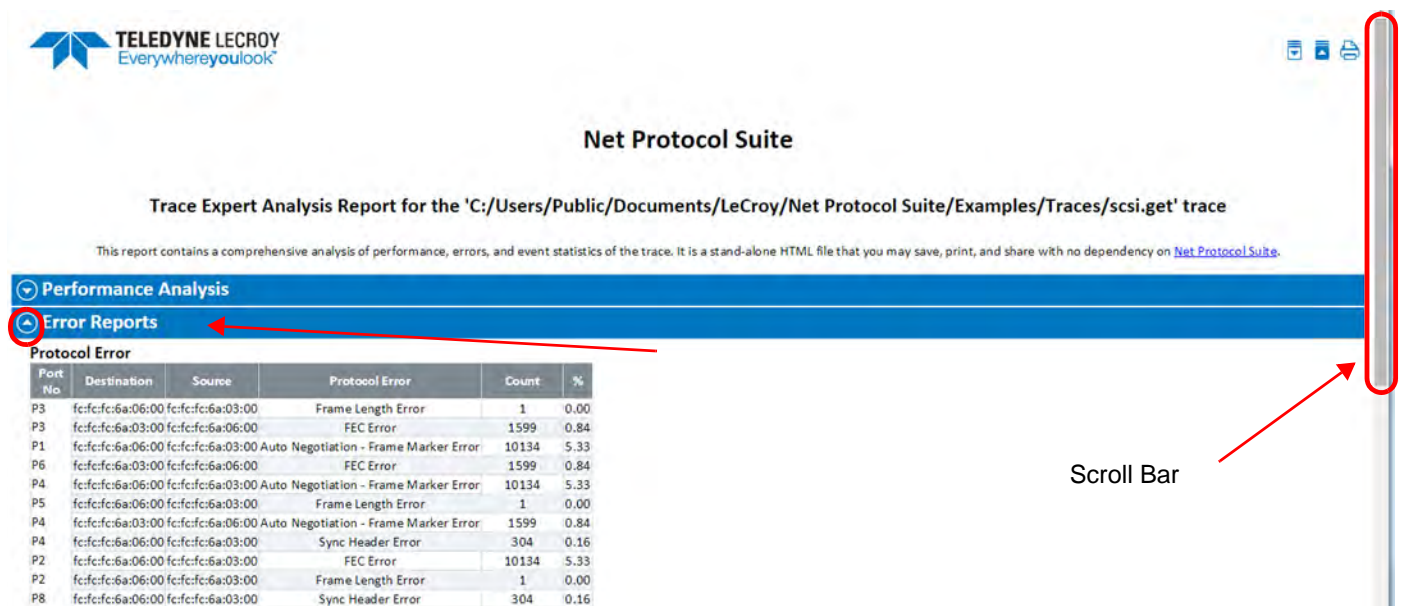 TELEDYNE LECROY
Everywhereyoulook™
Net Protocol Suite
Trace Expert Analysis Report for the 'C:/Users/Public/Documents/LeCroy/Net Protocol Suite/Examples/Traces/scsi.get' trace
This report contains a comprehensive analysis of performance, errors, and event statistics of the trace. It is a stand-alone HTML file that you may save, print, and share with no dependency on Net Protocol Suite.
Performance Analysis
Error Reports
Protocol Error
Port No Destination Source Protocol Error Count %
P3 fc:fc:fc:6a:06:00 fc:fc:fc:6a:03:00 Frame Length Error 1 0.00
P3 fc:fc:fc:6a:03:00 fc:fc:fc:6a:06:00 FEC Error 1599 0.84
P1 fc:fc:fc:6a:06:00 fc:fc:fc:6a:03:00 Auto Negotiation - Frame Marker Error 10134 5.33
P6 fc:fc:fc:6a:03:00 fc:fc:fc:6a:06:00 FEC Error 1599 0.84
P4 fc:fc:fc:6a:06:00 fc:fc:fc:6a:03:00 Auto Negotiation - Frame Marker Error 10134 5.33
P5 fc:fc:fc:6a:06:00 fc:fc:fc:6a:03:00 Frame Length Error 1 0.00
P4 fc:fc:fc:6a:03:00 fc:fc:fc:6a:06:00 Auto Negotiation - Frame Marker Error 1599 0.84
P4 fc:fc:fc:6a:06:00 fc:fc:fc:6a:03:00 Sync Header Error 304 0.16
P2 fc:fc:fc:6a:06:00 fc:fc:fc:6a:03:00 FEC Error 10134 5.33
P2 fc:fc:fc:6a:06:00 fc:fc:fc:6a:03:00 Frame Length Error 1 0.00
P8 fc:fc:fc:6a:06:00 fc:fc:fc:6a:03:00 Sync Header Error 304 0.16
Scroll Bar